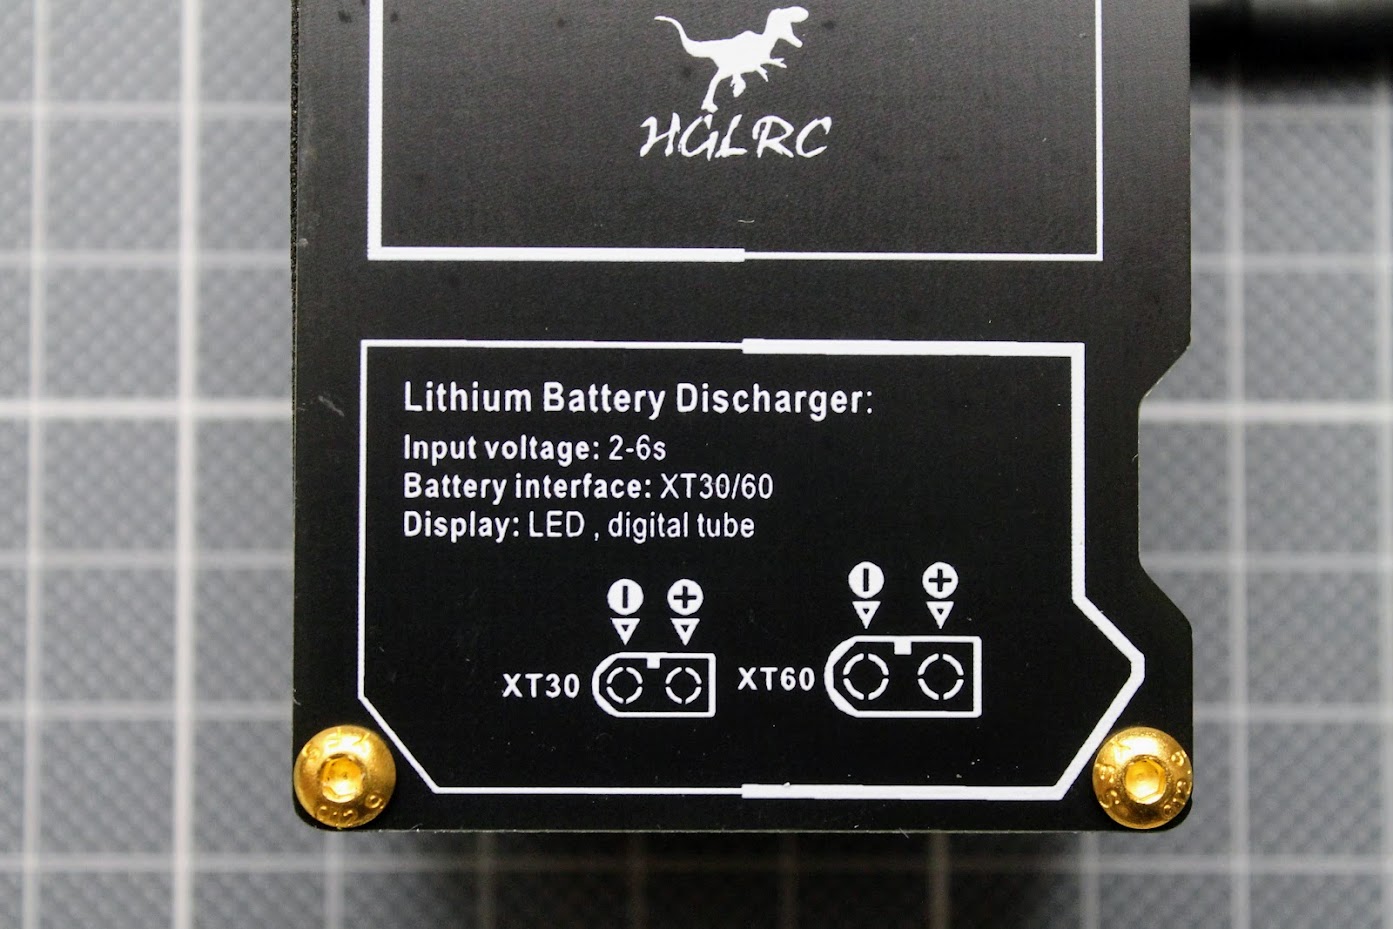 HGLRC
Lithium Battery Discharger:
Input voltage: 2-6s
Battery interface: XT30/60
Display: LED , digital tube
XT30
XT60